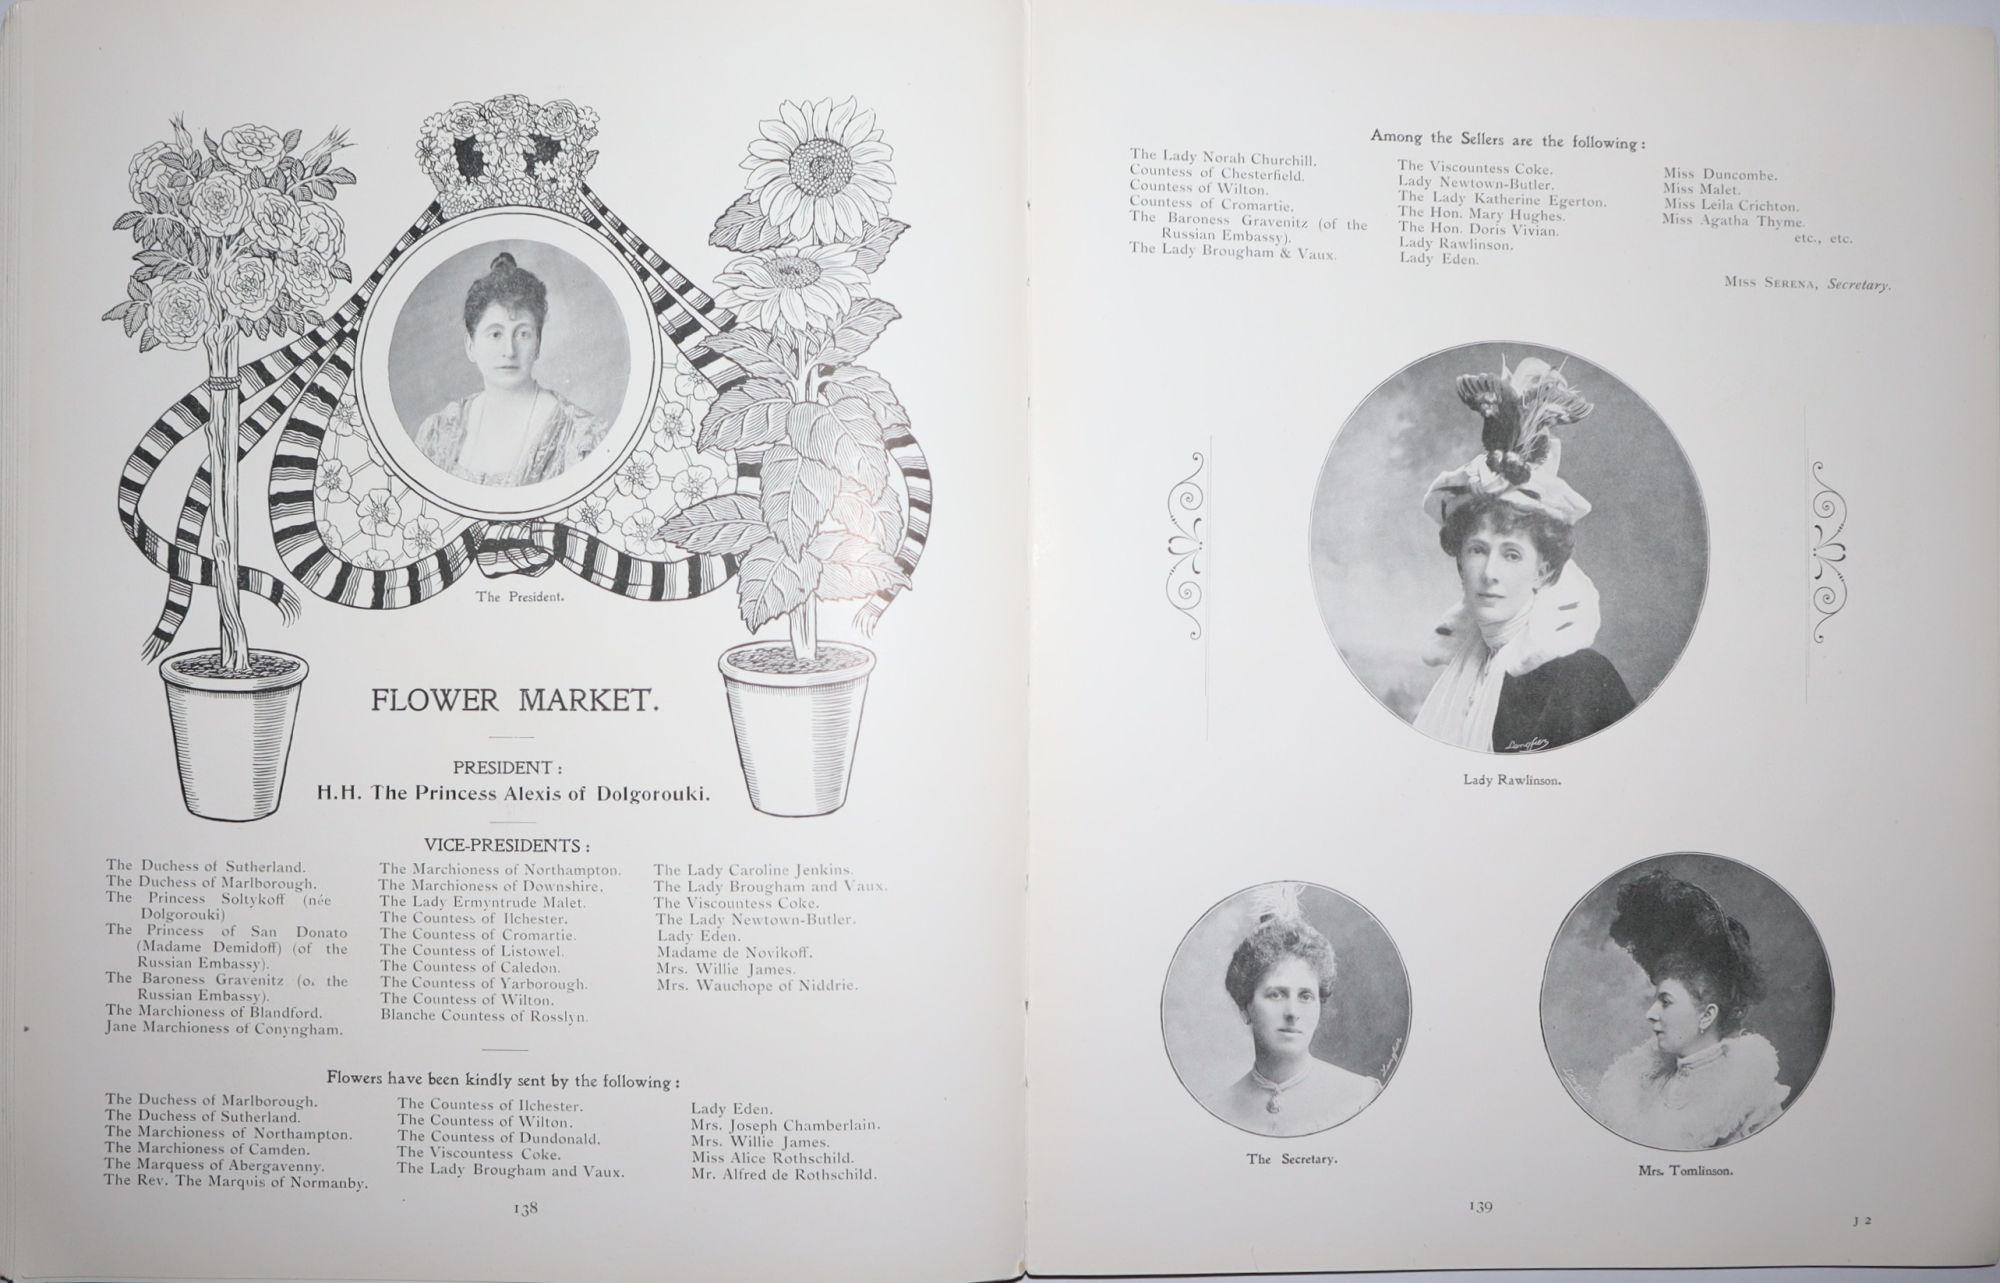 The President.
FLOWER MARKET.
PRESIDENT :
H.H. The Princess Alexis of Dolgorouki.
VICE-PRESIDENTS :
The Duchess of Sutherland.
The Duchess of Marlborough.
The Princess Soltykoff (née
Dolgorouki)
The Princess of San Donato
(Madame Demidoff) (of the
Russian Embassy).
The Baroness Gravenitz (o. the
Russian Embassy).
The Marchioness of Blandford.
Jane Marchioness of Conyngham.
The Marchioness of Northampton.
The Marchioness of Downshire.
The Lady Ermyntrude Malet.
The Countess of Ilchester.
The Countess of Cromartie.
The Countess of Listowel.
The Countess of Caledon.
The Countess of Yarborough.
The Countess of Wilton.
Blanche Countess of Rosslyn.
The Lady Caroline Jenkins.
The Lady Brougham and Vaux.
The Viscountess Coke.
The Lady Newtown-Butler.
Lady Eden.
Madame de Novikoff.
Mrs. Willie James.
Mrs. Wauchope of Niddrie.
Flowers have been kindly sent by the following :
The Duchess of Marlborough.
The Duchess of Sutherland.
The Marchioness of Northampton.
The Marchioness of Camden.
The Marquess of Abergavenny.
The Rev. The Marquis of Normanby.
The Countess of Ilchester.
The Countess of Wilton.
The Countess of Dundonald.
The Viscountess Coke.
The Lady Brougham and Vaux.
Lady Eden.
Mrs. Joseph Chamberlain.
Mrs. Willie James.
Miss Alice Rothschild.
Mr. Alfred de Rothschild.
138
Among the Sellers are the following :
The Lady Norah Churchill.
Countess of Chesterfield.
Countess of Wilton.
Countess of Cromartie.
The Baroness Gravenitz (of the
Russian Embassy).
The Lady Brougham & Vaux.
The Viscountess Coke.
Lady Newtown-Butler.
The Lady Katherine Egerton.
The Hon. Mary Hughes.
The Hon. Doris Vivian.
Lady Rawlinson.
Lady Eden.
Miss Duncombe.
Miss Malet.
Miss Leila Crichton.
Miss Agatha Thyme.
etc., etc.
Miss Serena, Secretary.
Langfier
Lady Rawlinson.
Langfier
The Secretary.
Langfier
Mrs. Tomlinson.
139
J 2